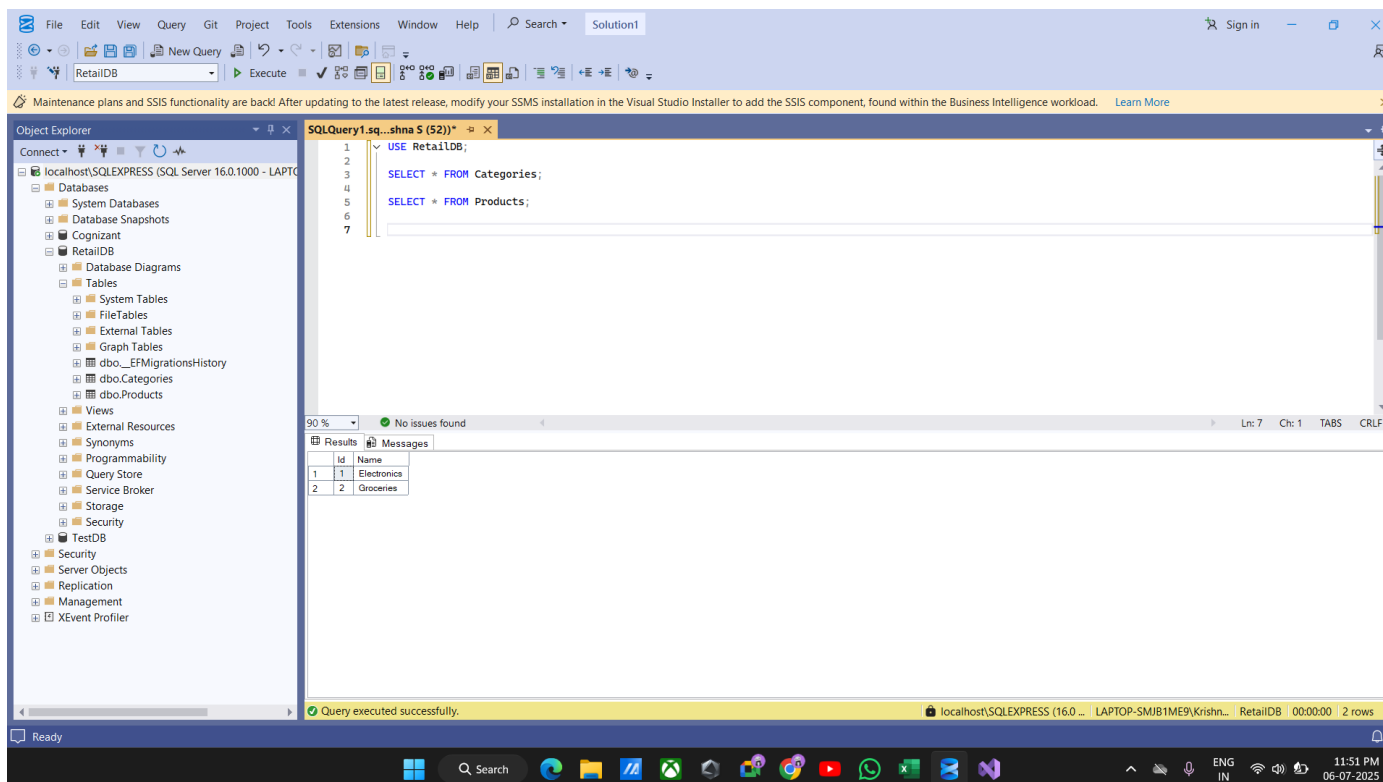 File Edit View Query Git Project Tools Extensions Window Help Search Solution1 Sign in
New Query
RetailDB Execute
Maintenance plans and SSIS functionality are back! After updating to the latest release, modify your SSMS installation in the Visual Studio Installer to add the SSIS component, found within the Business Intelligence workload. Learn More
Object Explorer
Connect
localhost\SQLEXPRESS (SQL Server 16.0.1000 - LAPTO
Databases
System Databases
Database Snapshots
Cognizant
RetailDB
Database Diagrams
Tables
System Tables
FileTables
External Tables
Graph Tables
dbo.__EFMigrationsHistory
dbo.Categories
dbo.Products
Views
External Resources
Synonyms
Programmability
Query Store
Service Broker
Storage
Security
TestDB
Security
Server Objects
Replication
Management
XEvent Profiler
SQLQuery1.sq...shna S (52))*
1 USE RetailDB;
2
3 SELECT * FROM Categories;
4
5 SELECT * FROM Products;
6
7
90 % No issues found Ln: 7 Ch: 1 TABS CRLF
Results Messages
Id Name
1 1 Electronics
2 2 Groceries
Query executed successfully. localhost\SQLEXPRESS (16.0 ... LAPTOP-SMJB1ME9\Krishn... RetailDB 00:00:00 2 rows
Ready
Search
ENG
IN
11:51 PM
06-07-2025